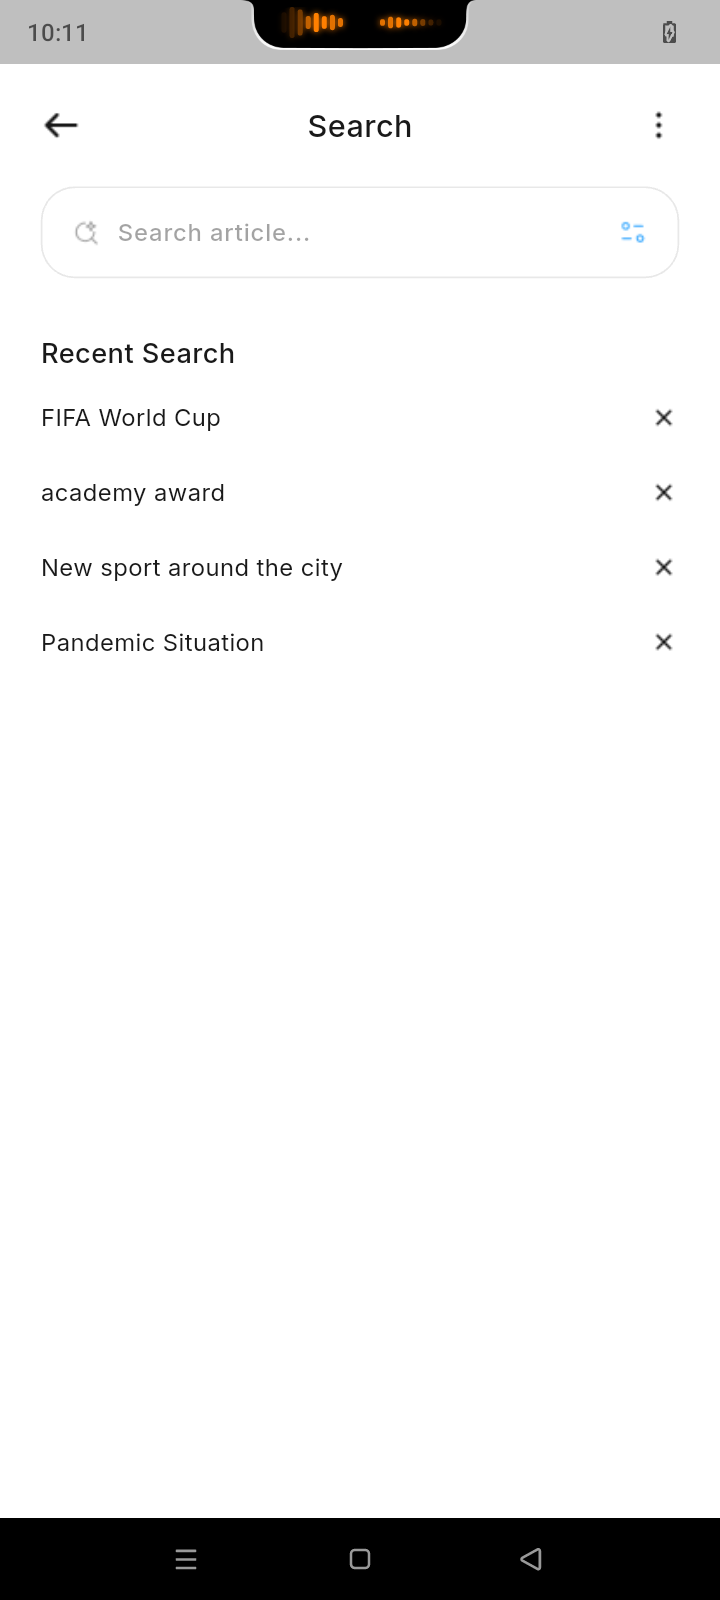 10:11
Search
Search article...
Recent Search
FIFA World Cup
academy award
New sport around the city
Pandemic Situation